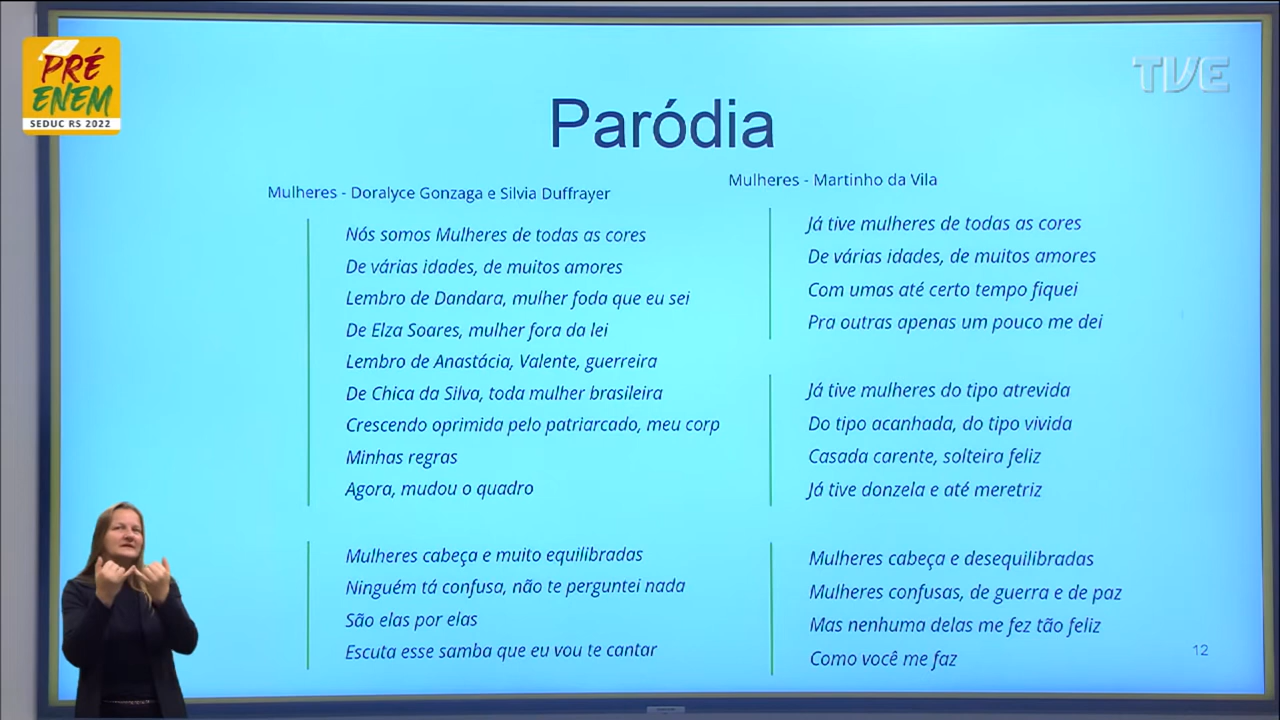 PRÉ
ENEM
SEDUC RS 2022
TVE
Paródia
Mulheres - Doralyce Gonzaga e Silvia Duffrayer
Nós somos Mulheres de todas as cores
De várias idades, de muitos amores
Lembro de Dandara, mulher foda que eu sei
De Elza Soares, mulher fora da lei
Lembro de Anastácia, Valente, guerreira
De Chica da Silva, toda mulher brasileira
Crescendo oprimida pelo patriarcado, meu corp
Minhas regras
Agora, mudou o quadro
Mulheres cabeça e muito equilibradas
Ninguém tá confusa, não te perguntei nada
São elas por elas
Escuta esse samba que eu vou te cantar
Mulheres - Martinho da Vila
Já tive mulheres de todas as cores
De várias idades, de muitos amores
Com umas até certo tempo fiquei
Pra outras apenas um pouco me dei
Já tive mulheres do tipo atrevida
Do tipo acanhada, do tipo vivida
Casada carente, solteira feliz
Já tive donzela e até meretriz
Mulheres cabeça e desequilibradas
Mulheres confusas, de guerra e de paz
Mas nenhuma delas me fez tão feliz
Como você me faz
12